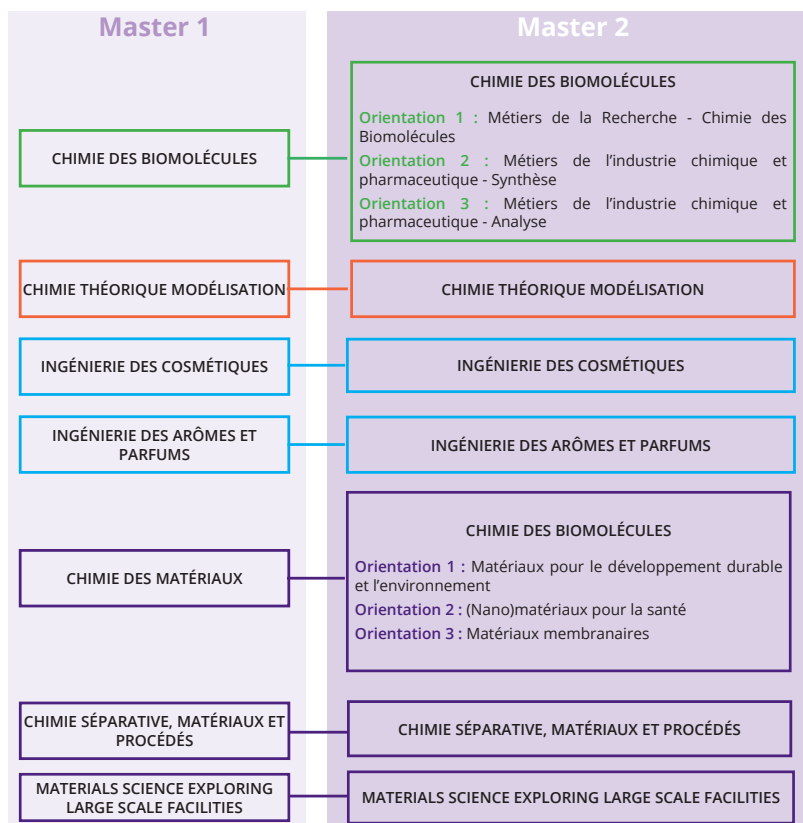 Master 1
Master 2
CHIMIE DES BIOMOLÉCULES
CHIMIE DES BIOMOLÉCULES
Orientation 1 : Métiers de la Recherche - Chimie des
Biomolécules
Orientation 2 : Métiers de l’industrie chimique et
pharmaceutique - Synthèse
Orientation 3 : Métiers de l’industrie chimique et
pharmaceutique - Analyse
CHIMIE THÉORIQUE MODÉLISATION
CHIMIE THÉORIQUE MODÉLISATION
INGÉNIERIE DES COSMÉTIQUES
INGÉNIERIE DES COSMÉTIQUES
INGÉNIERIE DES ARÔMES ET
PARFUMS
INGÉNIERIE DES ARÔMES ET PARFUMS
CHIMIE DES MATÉRIAUX
CHIMIE DES BIOMOLÉCULES
Orientation 1 : Matériaux pour le développement durable
et l’environnement
Orientation 2 : (Nano)matériaux pour la santé
Orientation 3 : Matériaux membranaires
CHIMIE SÉPARATIVE, MATÉRIAUX ET
PROCÉDÉS
CHIMIE SÉPARATIVE, MATÉRIAUX ET PROCÉDÉS
MATERIALS SCIENCE EXPLORING
LARGE SCALE FACILITIES
MATERIALS SCIENCE EXPLORING LARGE SCALE FACILITIES